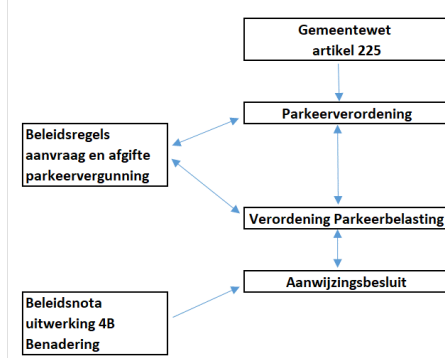 Gemeentewet
artikel 225
Parkeerverordening
Beleidsregels
aanvraag en afgifte
parkeervergunning
Verordening Parkeerbelasting
Aanwijzingsbesluit
Beleidsnota
uitwerking 4B
Benadering